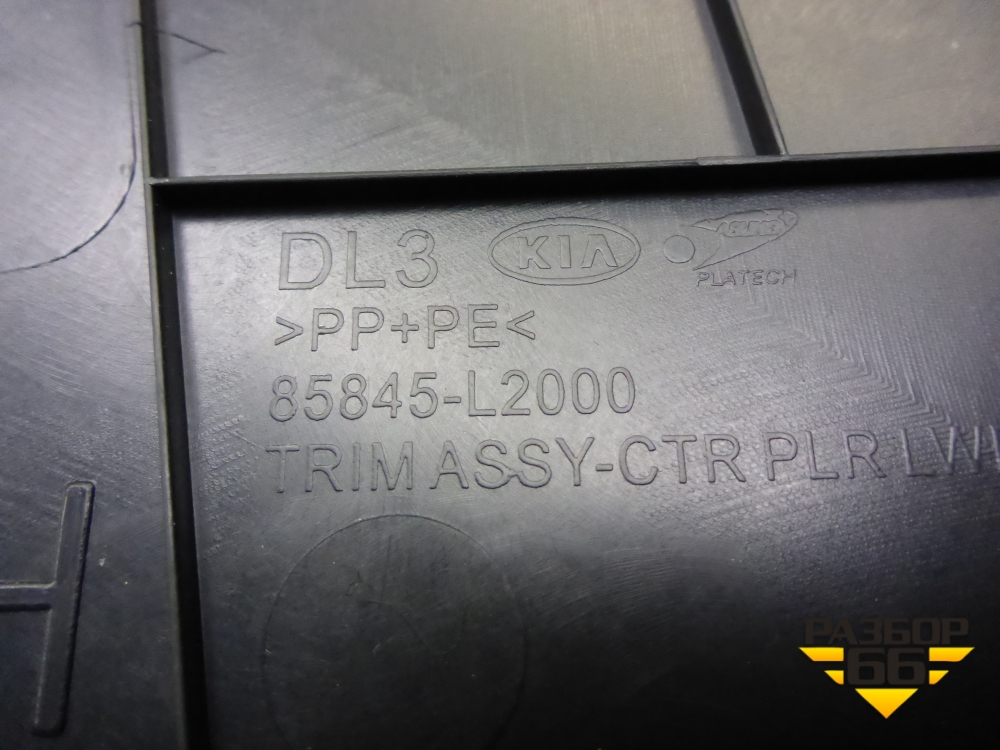 DL3 KIA
PLATECH
>PP+PE<
85845-L2000
TRIM ASSY-CTR PLR LWR
H
РАЗБОР
66